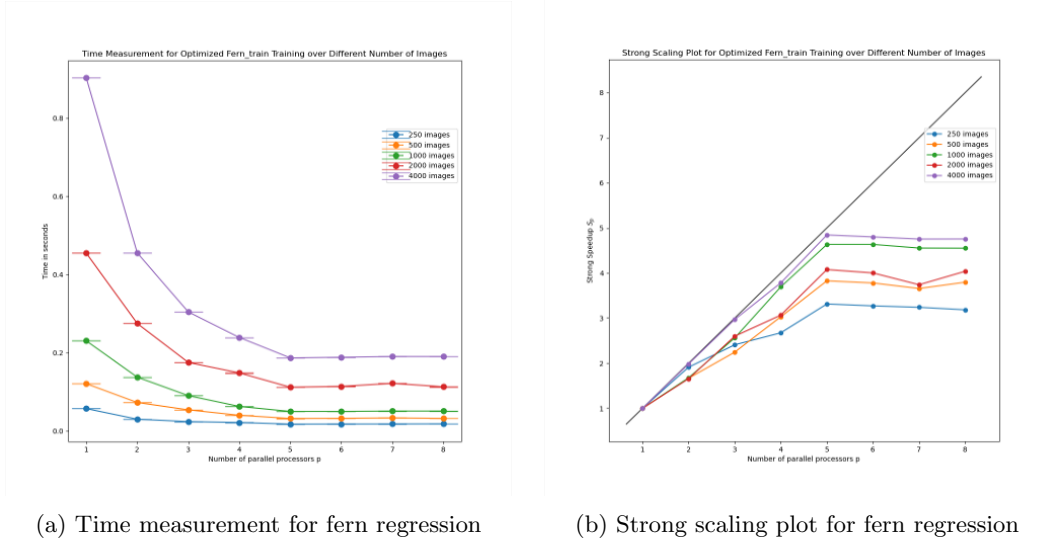 Time Measurement for Optimized Fern_train Training over Different Number of Images
Time in seconds
0.8
0.6
0.4
0.2
0.0
250 images
500 images
1000 images
2000 images
4000 images
1 2 3 4 5 6 7 8
Number of parallel processors p
(a) Time measurement for fern regression
Strong Scaling Plot for Optimized Fern_train Training over Different Number of Images
Strong Speedup Sp
8
7
6
5
4
3
2
1
250 images
500 images
1000 images
2000 images
4000 images
1 2 3 4 5 6 7 8
Number of parallel processors p
(b) Strong scaling plot for fern regression